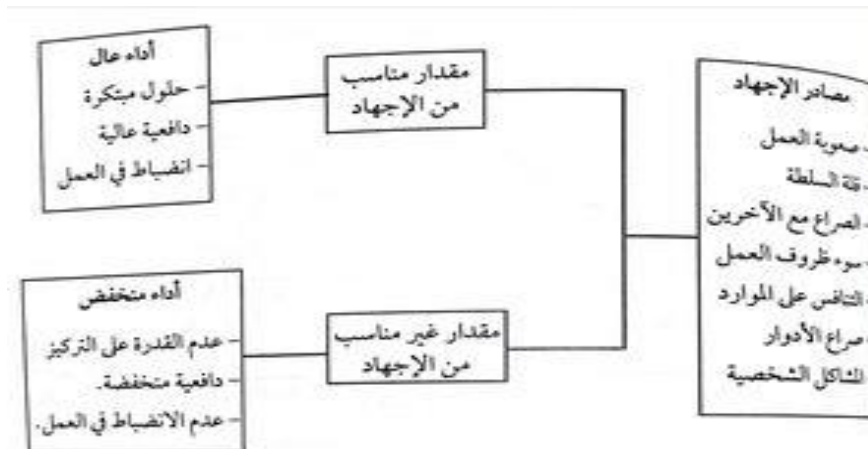 مصادر الإجهاد
- صعوبة العمل
- قلة السلطة
- الصراع مع الآخرين
- سوء ظروف العمل
- التنافس على الموارد
- صراع الأدوار
المشاكل الشخصية
مقدار مناسب
من الإجهاد
أداء عال
- حلول مبتكرة
- دافعية عالية
- انضباط في العمل
مقدار غير مناسب
من الإجهاد
أداء منخفض
- عدم القدرة على التركيز
- دافعية منخفضة.
- عدم الانضباط في العمل.